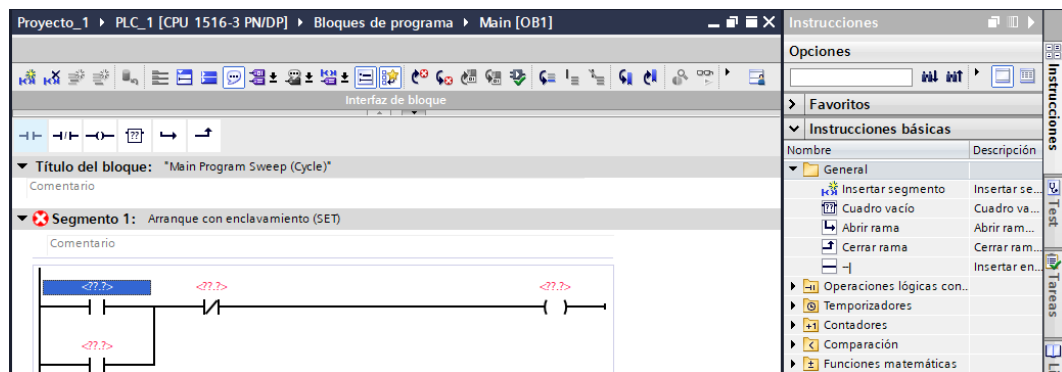 Proyecto_1 ▸ PLC_1 [CPU 1516-3 PN/DP] ▸ Bloques de programa ▸ Main [OB1]
Interfaz de bloque
Título del bloque: "Main Program Sweep (Cycle)"
Comentario
Segmento 1: Arranque con enclavamiento (SET)
Comentario
<??.?> <??.?> <??.?>
<??.?>
Instrucciones
Opciones
Favoritos
Instrucciones básicas
Nombre Descripción
General
Insertar segmento Insertar se...
Cuadro vacío Cuadro va...
Abrir rama Abrir ram...
Cerrar rama Cerrar ram...
Insertar en...
Operaciones lógicas con..
Temporizadores
Contadores
Comparación
Funciones matemáticas
Instrucciones
Test
Tareas